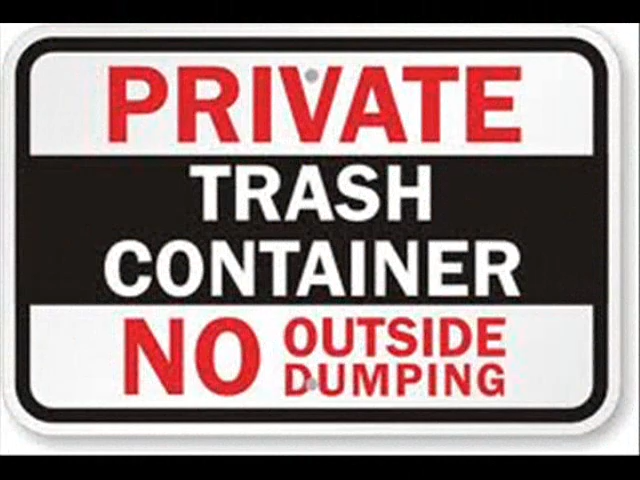 PRIVATE
TRASH
CONTAINER
NO OUTSIDE
DUMPING